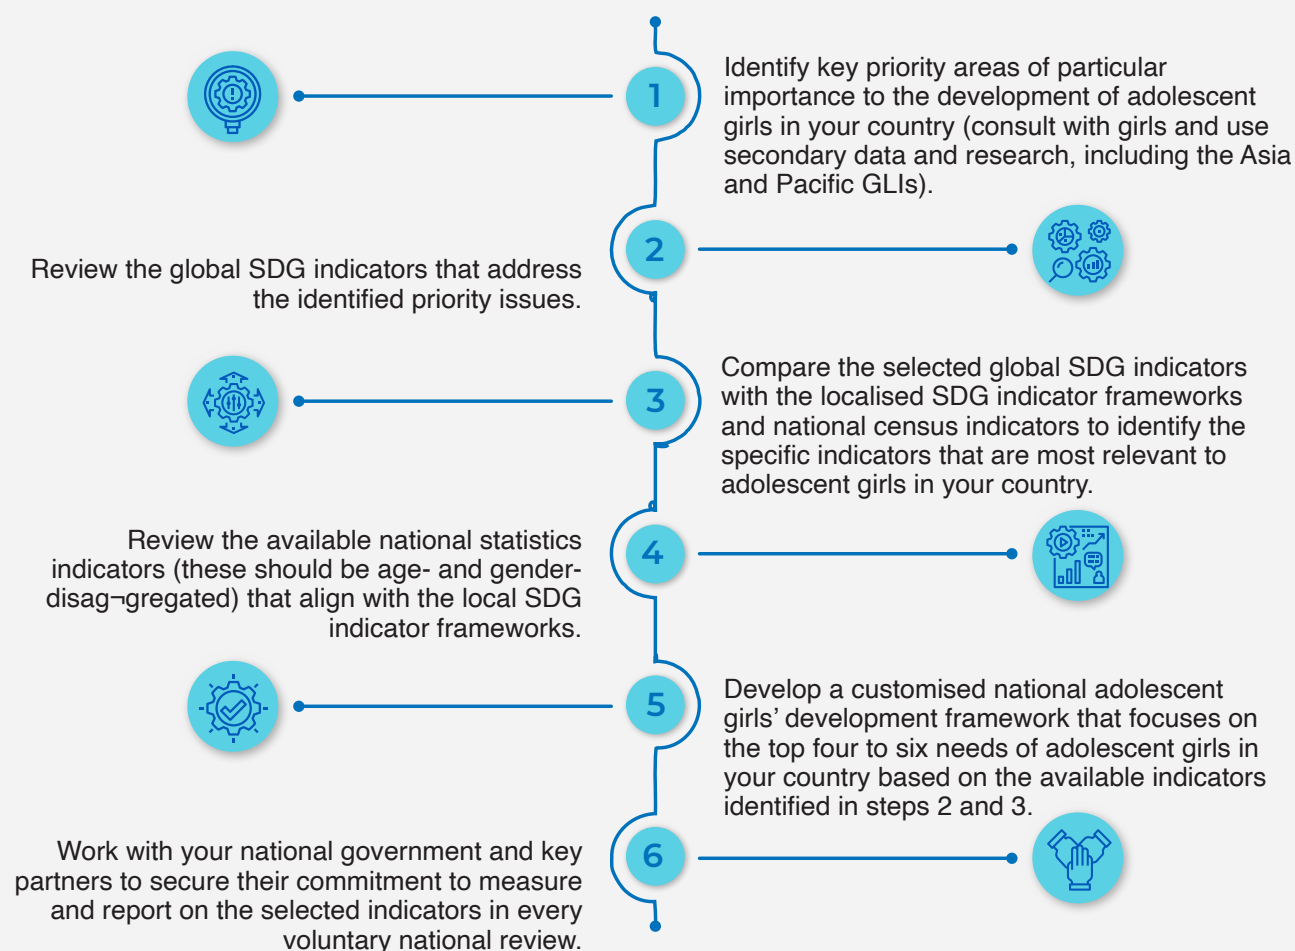 1
Identify key priority areas of particular
importance to the development of adolescent
girls in your country (consult with girls and use
secondary data and research, including the Asia
and Pacific GLIs).
2
Review the global SDG indicators that address
the identified priority issues.
3
Compare the selected global SDG indicators
with the localised SDG indicator frameworks
and national census indicators to identify the
specific indicators that are most relevant to
adolescent girls in your country.
4
Review the available national statistics
indicators (these should be age- and gender-
disag¬gregated) that align with the local SDG
indicator frameworks.
5
Develop a customised national adolescent
girls’ development framework that focuses on
the top four to six needs of adolescent girls in
your country based on the available indicators
identified in steps 2 and 3.
6
Work with your national government and key
partners to secure their commitment to measure
and report on the selected indicators in every
voluntary national review.